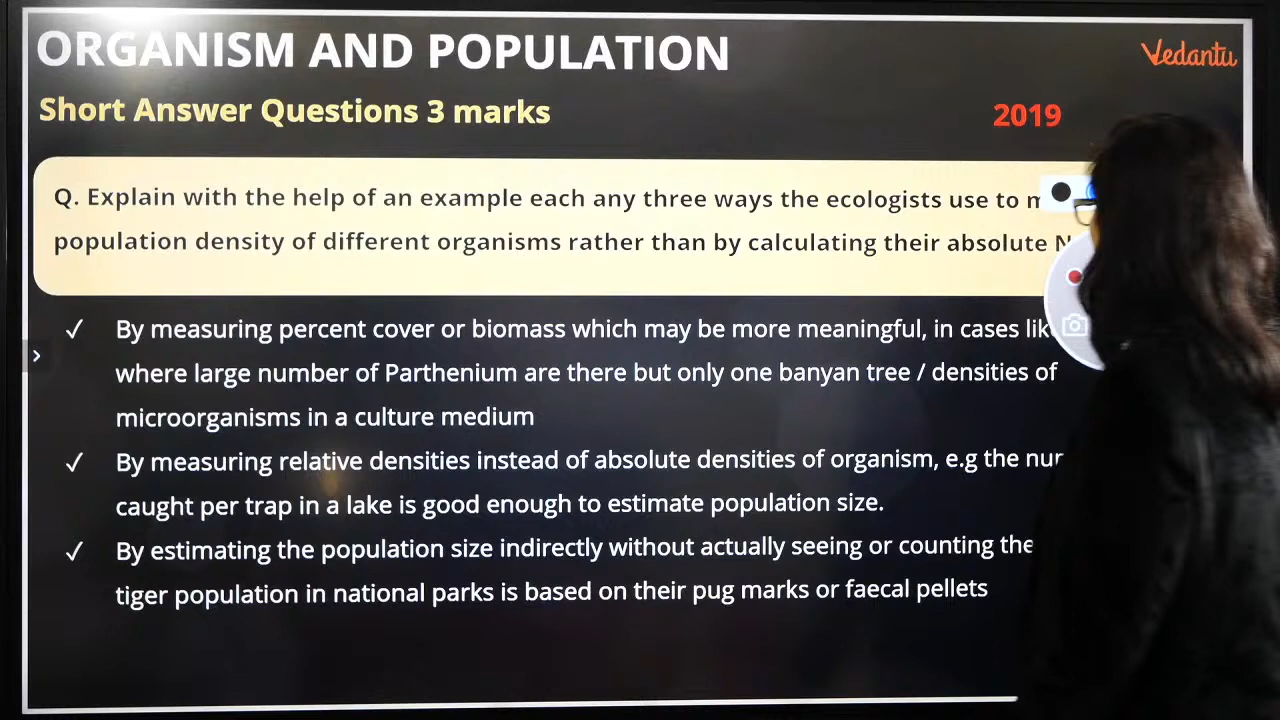 ORGANISM AND POPULATION
Vedantu
Short Answer Questions 3 marks
2019
Q. Explain with the help of an example each any three ways the ecologists use to
population density of different organisms rather than by calculating their absolute
✓ By measuring percent cover or biomass which may be more meaningful, in cases
where large number of Parthenium are there but only one banyan tree / densities of
microorganisms in a culture medium
✓ By measuring relative densities instead of absolute densities of organism, e.g the
caught per trap in a lake is good enough to estimate population size.
✓ By estimating the population size indirectly without actually seeing or counting
tiger population in national parks is based on their pug marks or faecal pellets